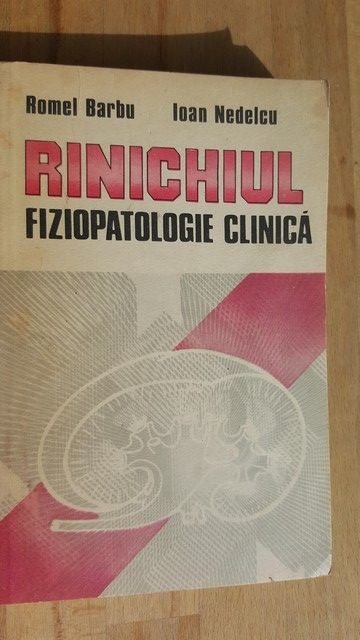 Romel Barbu Ioan Nedelcu
RINICHIUL
FIZIOPATOLOGIE CLINICĂ